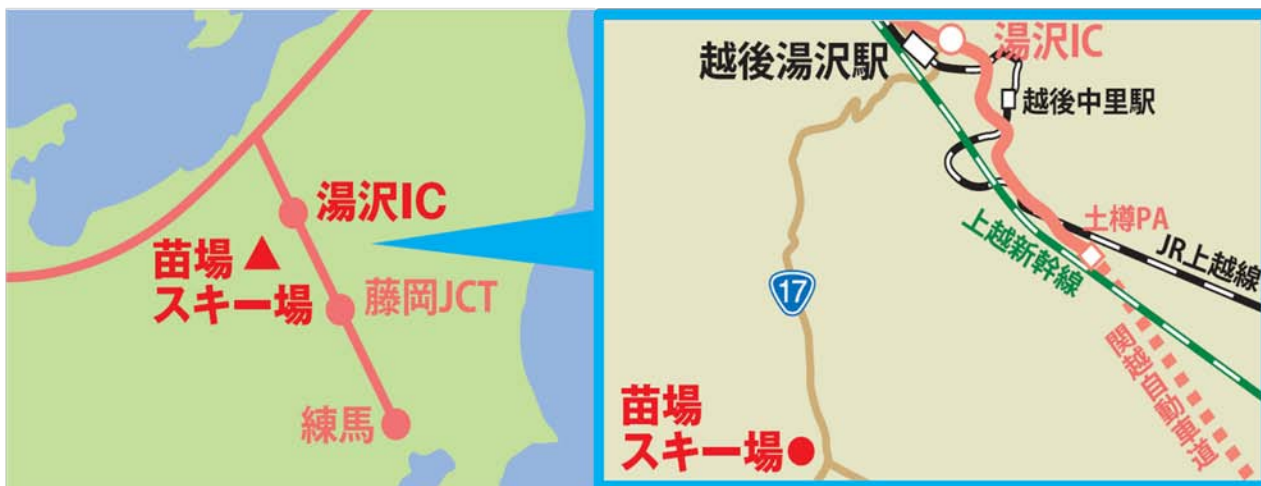 湯沢IC
苗場
スキー場
藤岡JCT
練馬
湯沢IC
越後湯沢駅
越後中里駅
土樽PA
JR上越線
上越新幹線
17
関越自動車道
苗場
スキー場